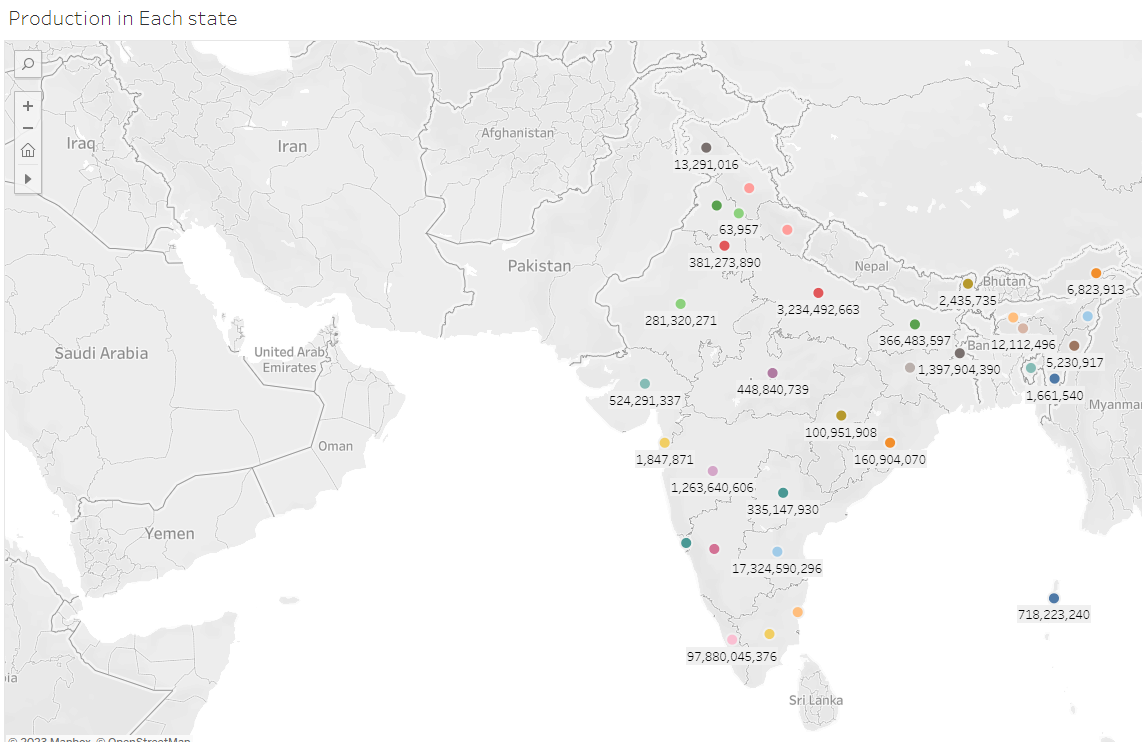 Production in Each state
Afghanistan
Iraq
Iran
13,291,016
63,957
381,273,890
Pakistan
Nepal
Bhutan
6,823,913
2,435,735
3,234,492,663
281,320,271
366,483,597
Ban
12,112,496
Saudi Arabia
United Arab
Emirates
5,230,917
1,397,904,390
448,840,739
524,291,337
1,661,540
Myanmar
100,951,908
Oman
1,847,871
160,904,070
1,263,640,606
335,147,930
Yemen
17,324,590,296
718,223,240
97,880,045,376
ia
Sri Lanka
© 2023 Mapbox © OpenStreetMap